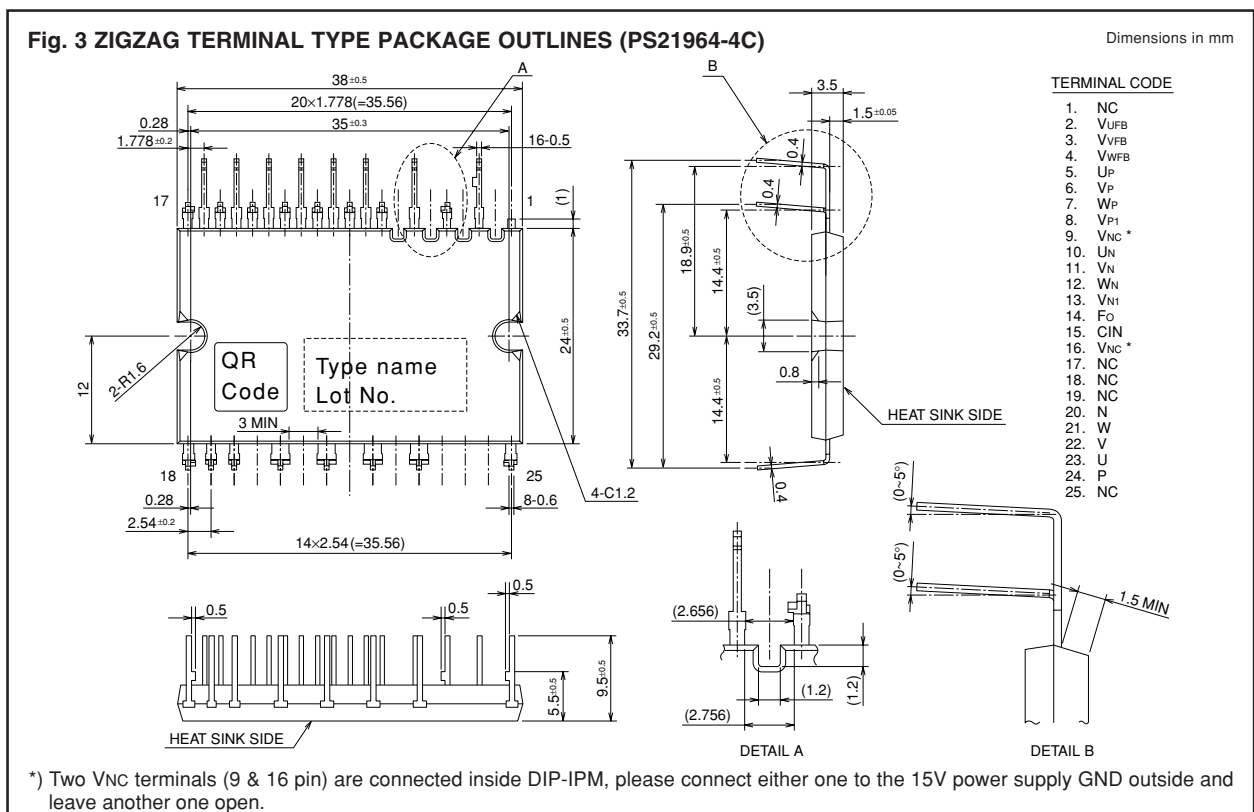 Fig. 3 ZIGZAG TERMINAL TYPE PACKAGE OUTLINES (PS21964-4C)
Dimensions in mm
A
38±0.5
20×1.778(=35.56)
0.28
35±0.3
1.778±0.2
16-0.5
17
1
(1)
QR
Code
Type name
Lot No.
24±0.5
12
2-R1.6
3 MIN
18
25
4-C1.2
0.28
8-0.6
2.54±0.2
14×2.54(=35.56)
B
3.5
1.5±0.05
0.4
0.4
18.9±0.5
14.4±0.5
33.7±0.5
29.2±0.5
(3.5)
0.8
14.4±0.5
0.4
HEAT SINK SIDE
TERMINAL CODE
1. NC
2. VUFB
3. VVFB
4. VWFB
5. UP
6. VP
7. WP
8. VP1
9. VNC *
10. UN
11. VN
12. WN
13. VN1
14. FO
15. CIN
16. VNC *
17. NC
18. NC
19. NC
20. N
21. W
22. V
23. U
24. P
25. NC
0.5
0.5
0.5
5.5±0.5
9.5±0.5
HEAT SINK SIDE
(2.656)
(1.2)
(1.2)
(2.756)
DETAIL A
(0~5°)
(0~5°)
1.5 MIN
DETAIL B
*) Two VNC terminals (9 & 16 pin) are connected inside DIP-IPM, please connect either one to the 15V power supply GND outside and
leave another one open.